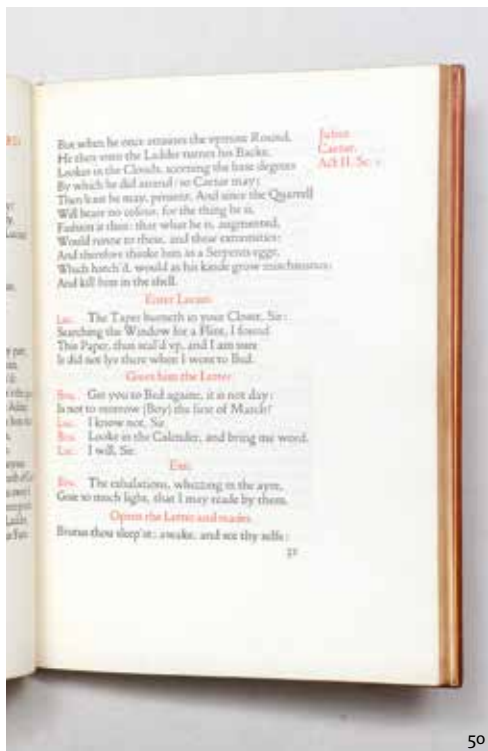 But when he once attaines the vpmost Round,
He then vnto the Ladder turnes his Backe,
Lookes in the Clouds, scorning the base degrees
By which he did ascend: so Caesar may;
Then least he may, preuent. And since the Quarrell
Will beare no colour, for the thing he is,
Fashion it thus; that what he is, augmented,
Would runne to these, and these extremities:
And therefore thinke him as a Serpents egge,
Which hatch'd, would as his kinde grow mischieuous;
And kill him in the shell.
Enter Lucius.
Luc. The Taper burneth in your Closet, Sir:
Searching the Window for a Flint, I found
This Paper, thus seal'd vp, and I am sure
It did not lye there when I went to Bed.
Giues him the Letter.
Bru. Get you to Bed againe, it is not day:
Is not to morrow (Boy) the first of March?
Luc. I know not, Sir.
Bru. Looke in the Calender, and bring me word.
Luc. I will, Sir.
Exit.
Bru. The exhalations, whizzing in the ayre,
Giue so much light, that I may reade by them.
Opens the Letter, and reades.
Brutus thou sleep'st; awake, and see thy selfe:
Julius
Caesar.
Act II. Sc. 1.
50